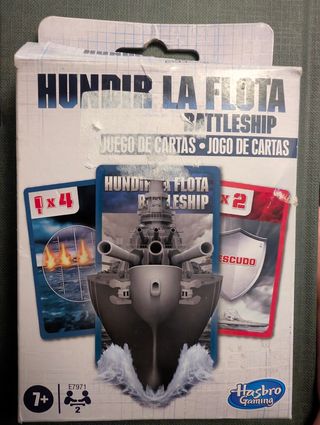 HUNDIR LA FLOTA
BATTLESHIP
JUEGO DE CARTAS • JOGO DE CARTAS
! x 4
HUNDIR LA FLOTA
BATTLESHIP
x 2
ESCUDO
7+
E7971
2
Hasbro
Gaming